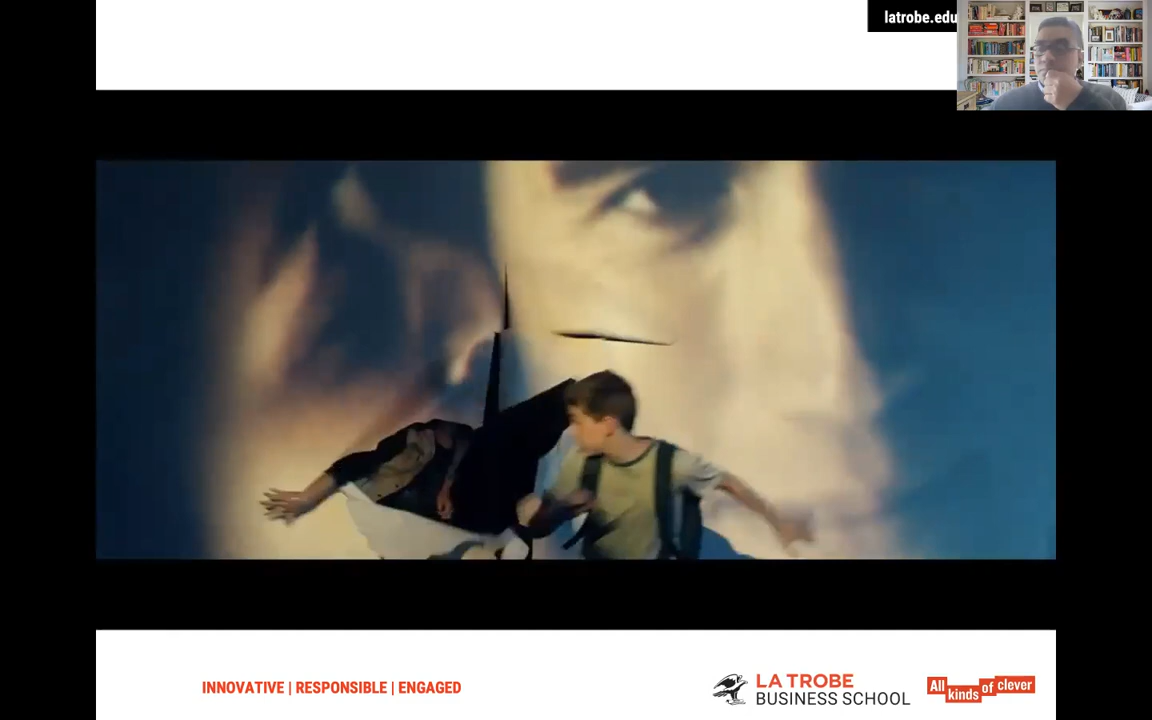 latrobe.edu
INNOVATIVE | RESPONSIBLE | ENGAGED
LA TROBE
BUSINESS SCHOOL
All kinds of clever